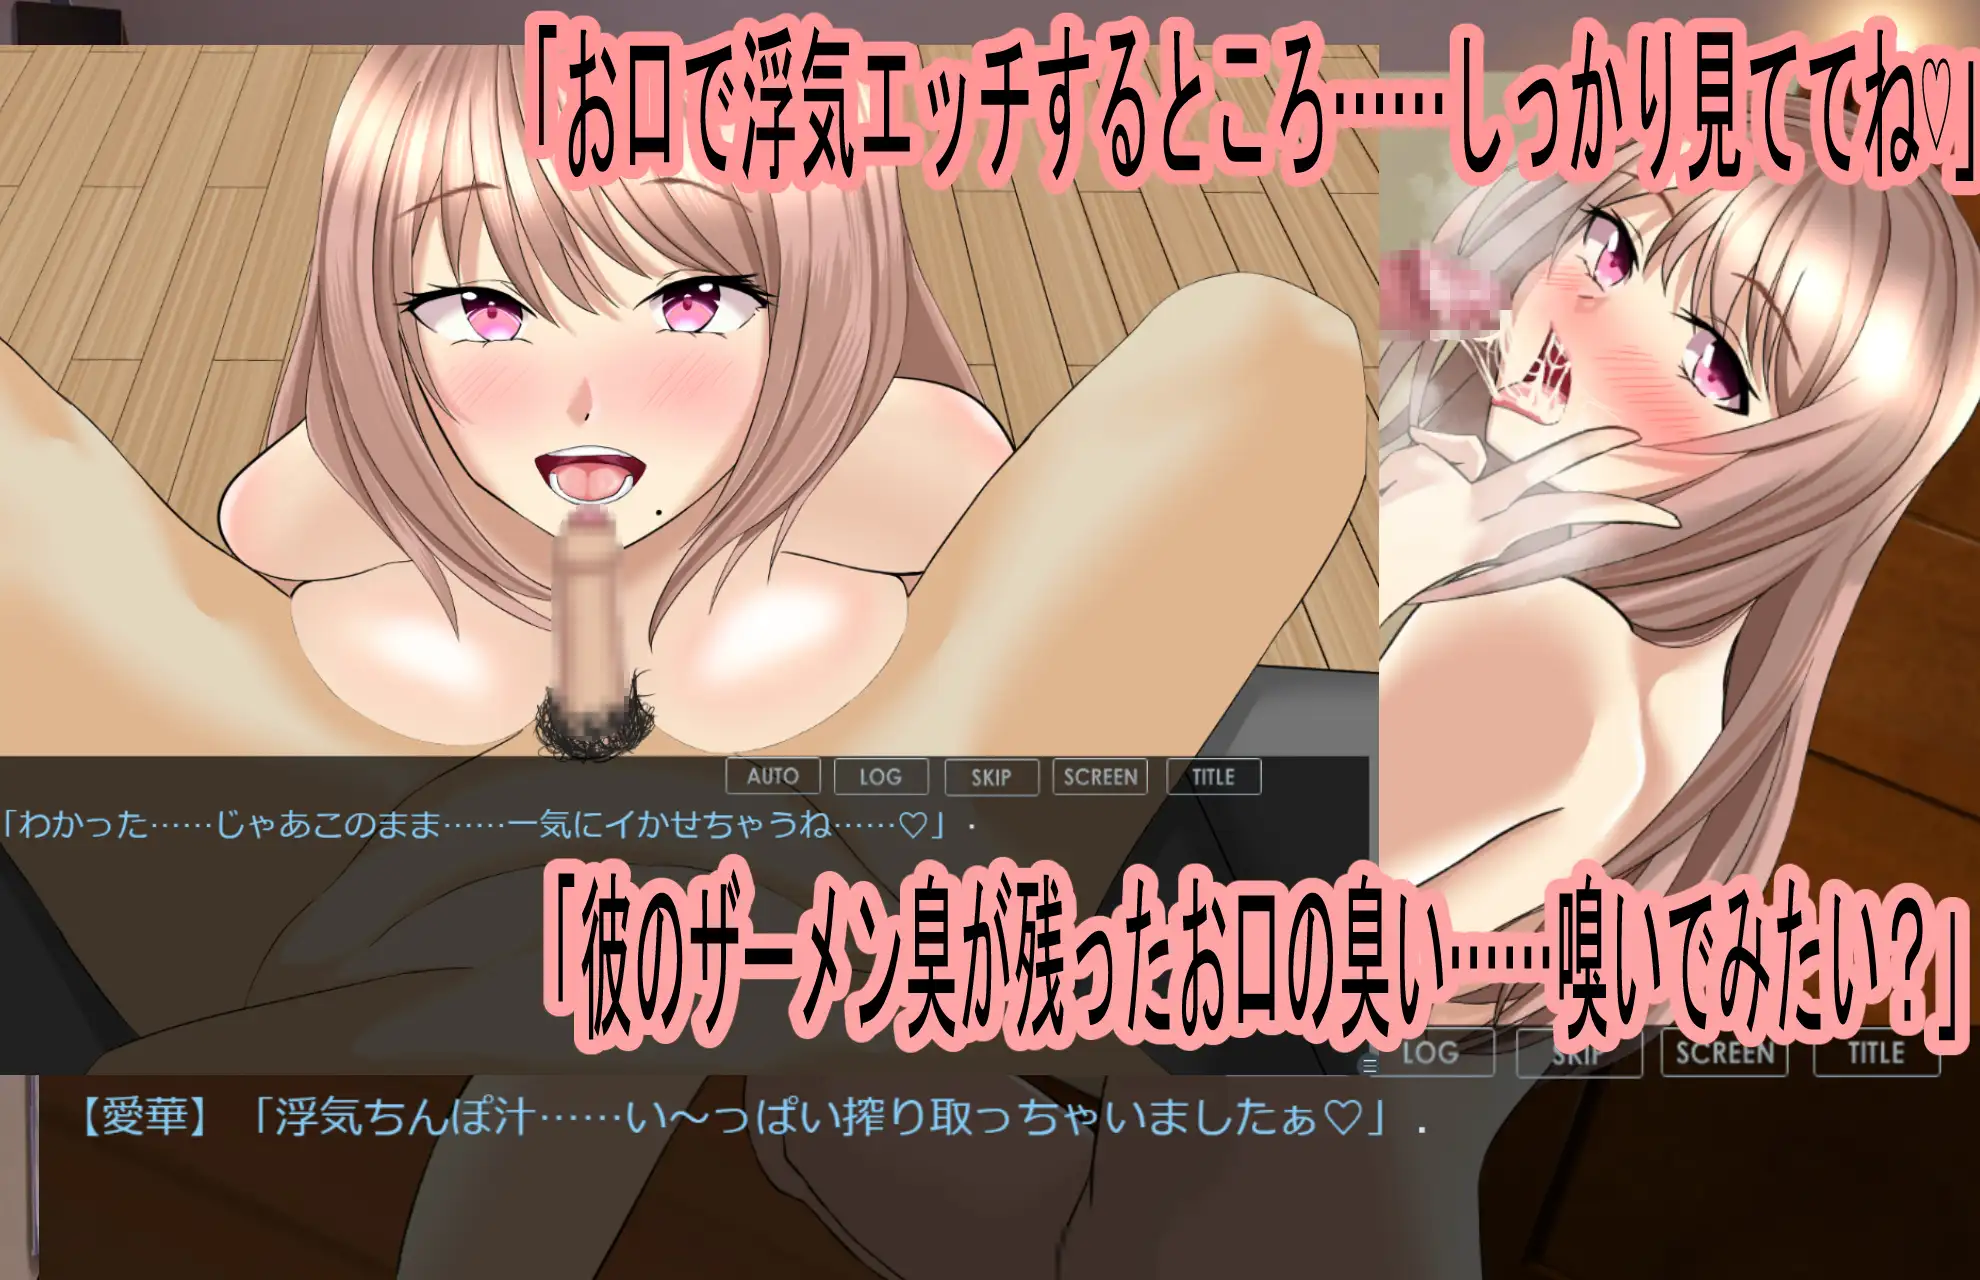 「お口で浮気エッチするところ……しっかり見ててね♡」
AUTO LOG SKIP SCREEN TITLE
「わかった……じゃあこのまま……一気にイかせちゃうね……♡」.
「彼のザーメン臭が残ったお口の臭い……嗅いでみたい？」
LOG SKIP SCREEN TITLE
【愛華】「浮気ちんぽ汁……い～っぱい搾り取っちゃいましたぁ♡」.